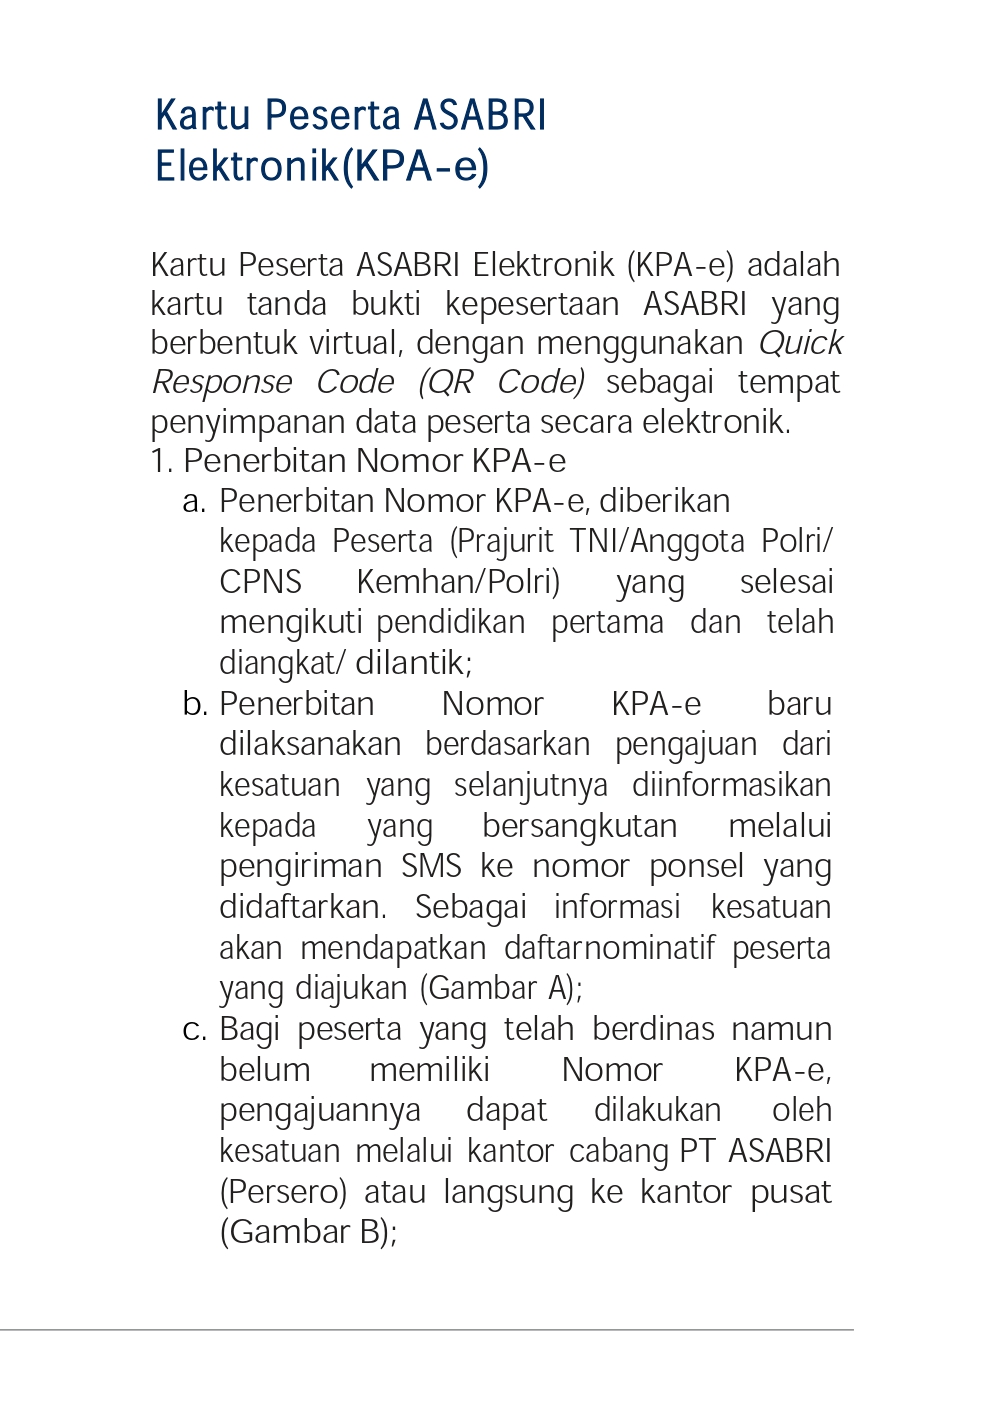 Kartu Peserta ASABRI
Elektronik(KPA-e)
Kartu Peserta ASABRI Elektronik (KPA-e) adalah
kartu tanda bukti kepesertaan ASABRI yang
berbentuk virtual, dengan menggunakan Quick
Response Code (QR Code) sebagai tempat
penyimpanan data peserta secara elektronik.
1. Penerbitan Nomor KPA-e
a. Penerbitan Nomor KPA-e, diberikan
kepada Peserta (Prajurit TNI/Anggota Polri/
CPNS Kemhan/Polri) yang selesai
mengikuti pendidikan pertama dan telah
diangkat/ dilantik;
b. Penerbitan Nomor KPA-e baru
dilaksanakan berdasarkan pengajuan dari
kesatuan yang selanjutnya diinformasikan
kepada yang bersangkutan melalui
pengiriman SMS ke nomor ponsel yang
didaftarkan. Sebagai informasi kesatuan
akan mendapatkan daftarnominatif peserta
yang diajukan (Gambar A);
c. Bagi peserta yang telah berdinas namun
belum memiliki Nomor KPA-e,
pengajuannya dapat dilakukan oleh
kesatuan melalui kantor cabang PT ASABRI
(Persero) atau langsung ke kantor pusat
(Gambar B);